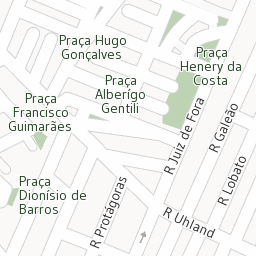 Praça Hugo
Gonçalves
Praça
Henery da
Costa
Praça
Alberígo
Gentili
Praça
Francisco
Guimarães
R Juiz de Fora
R Galeão
R Lobato
Praça
Dionísio de
Barros
R Protágoras
R Uhland